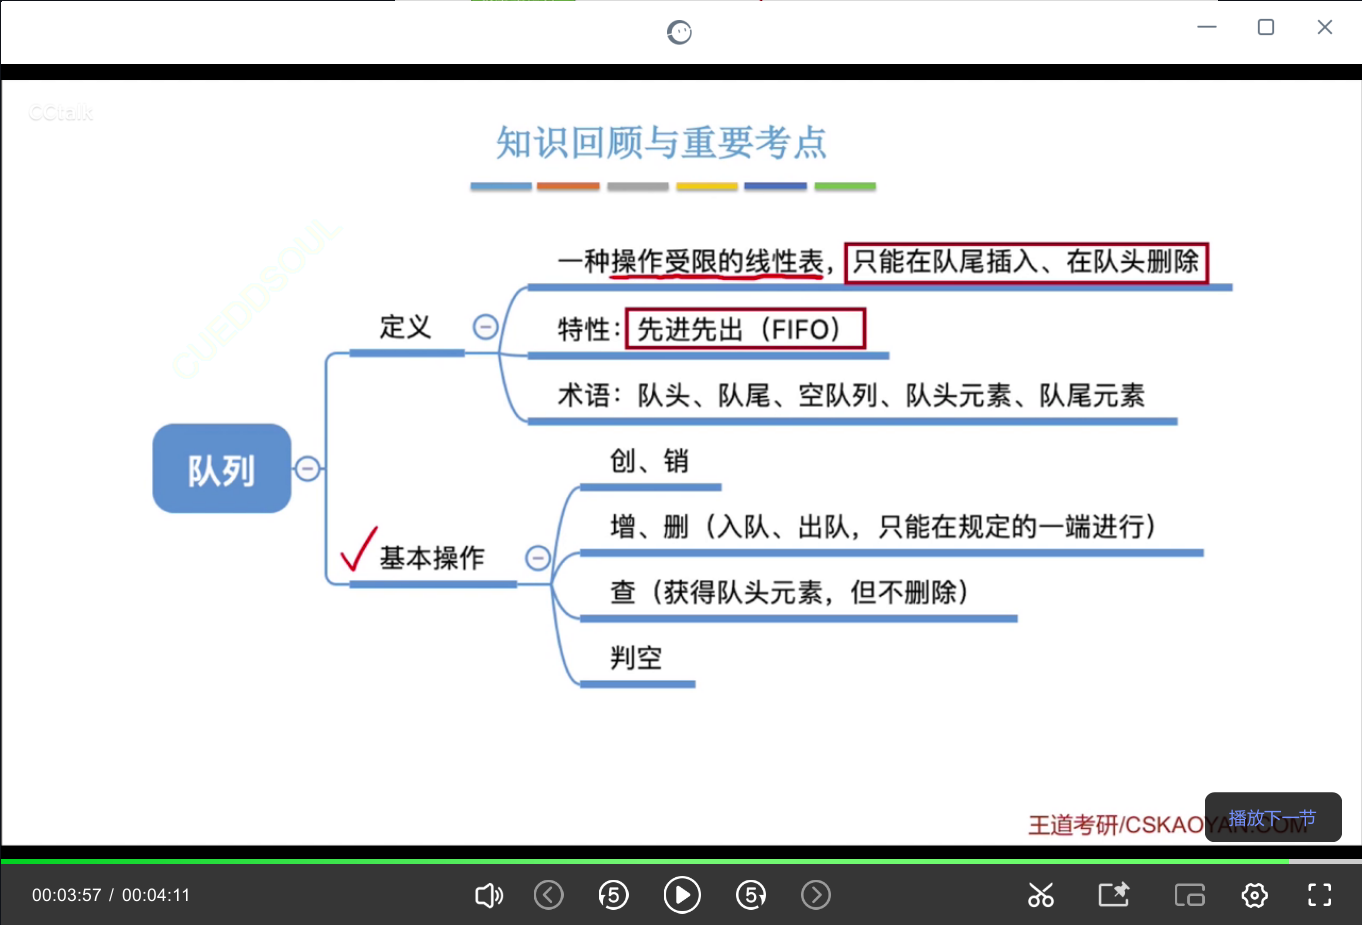 CCtalk
知识回顾与重要考点
CUEDDSOUL
一种操作受限的线性表，只能在队尾插入、在队头删除
定义
特性：先进先出（FIFO）
术语：队头、队尾、空队列、队头元素、队尾元素
队列
创、销
增、删（入队、出队，只能在规定的一端进行）
基本操作
查（获得队头元素，但不删除）
判空
王道考研/CSKAOYAN.COM
播放下一节
00:03:57 / 00:04:11
5
5